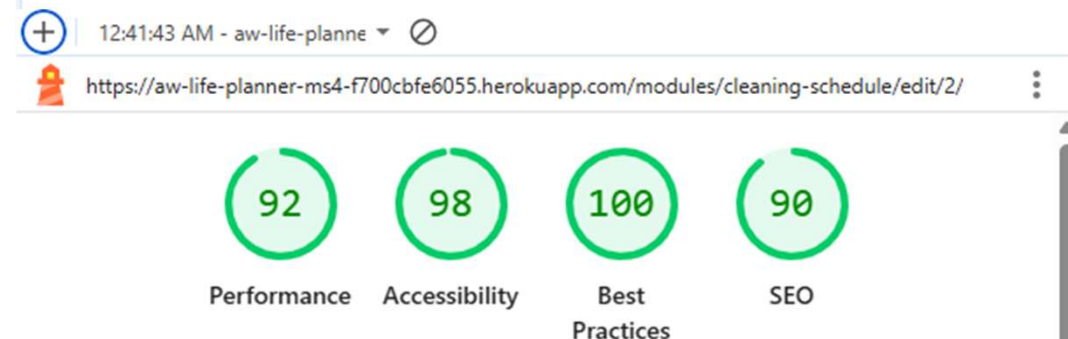 12:41:43 AM - aw-life-planne
https://aw-life-planner-ms4-f700cbfe6055.herokuapp.com/modules/cleaning-schedule/edit/2/
92 98 100 90
Performance Accessibility Best Practices SEO